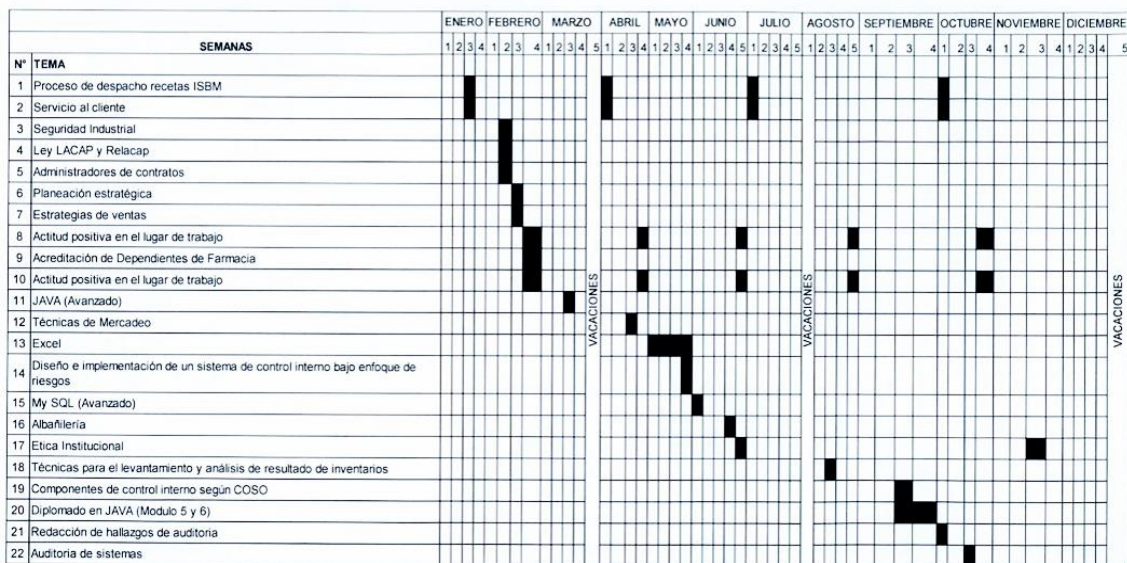 ENERO FEBRERO MARZO ABRIL MAYO JUNIO JULIO AGOSTO SEPTIEMBRE OCTUBRE NOVIEMBRE DICIEMBRE
SEMANAS 1 2 3 4 1 2 3 4 1 2 3 4 5 1 2 3 4 1 2 3 4 1 2 3 4 5 1 2 3 4 5 1 2 3 4 5 1 2 3 4 1 2 3 4 1 2 3 4 1 2 3 4 5
N° TEMA
1 Proceso de despacho recetas ISBM
2 Servicio al cliente
3 Seguridad Industrial
4 Ley LACAP y Relacap
5 Administradores de contratos
6 Planeación estratégica
7 Estrategias de ventas
8 Actitud positiva en el lugar de trabajo
9 Acreditación de Dependientes de Farmacia
10 Actitud positiva en el lugar de trabajo
11 JAVA (Avanzado)
12 Técnicas de Mercadeo
13 Excel
14 Diseño e implementación de un sistema de control interno bajo enfoque de
riesgos
15 My SQL (Avanzado)
16 Albañilería
17 Etica Institucional
18 Técnicas para el levantamiento y análisis de resultado de inventarios
19 Componentes de control interno según COSO
20 Diplomado en JAVA (Modulo 5 y 6)
21 Redacción de hallazgos de auditoria
22 Auditoria de sistemas
VACACIONES
VACACIONES
VACACIONES